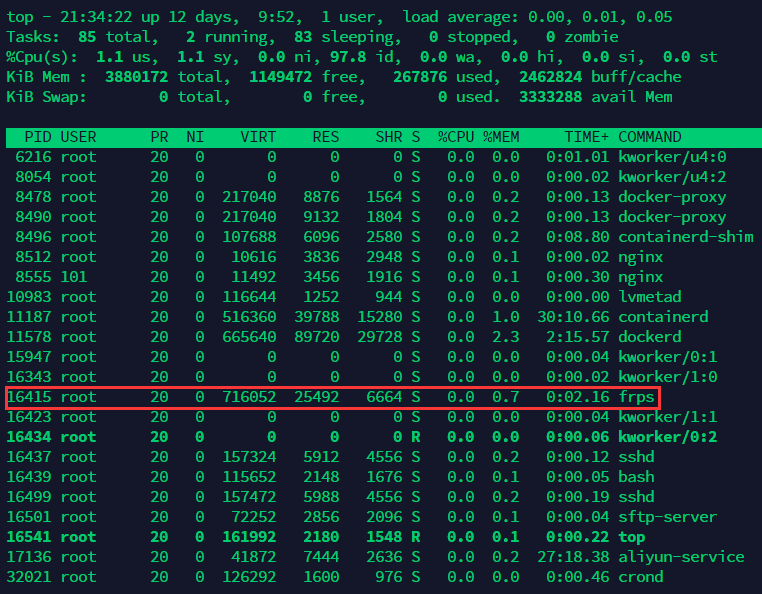 top - 21:34:22 up 12 days,  9:52,  1 user,  load average: 0.00, 0.01, 0.05
Tasks:  85 total,   2 running,  83 sleeping,   0 stopped,   0 zombie
%Cpu(s):  1.1 us,  1.1 sy,  0.0 ni, 97.8 id,  0.0 wa,  0.0 hi,  0.0 si,  0.0 st
KiB Mem :  3880172 total,  1149472 free,   267876 used,  2462824 buff/cache
KiB Swap:        0 total,        0 free,        0 used.  3333288 avail Mem
  PID USER      PR  NI    VIRT    RES    SHR S  %CPU %MEM     TIME+ COMMAND
 6216 root      20   0       0      0      0 S   0.0  0.0   0:01.01 kworker/u4:0
 8054 root      20   0       0      0      0 S   0.0  0.0   0:00.02 kworker/u4:2
 8478 root      20   0  217040   8876   1564 S   0.0  0.2   0:00.13 docker-proxy
 8490 root      20   0  217040   9132   1804 S   0.0  0.2   0:00.13 docker-proxy
 8496 root      20   0  107688   6096   2580 S   0.0  0.2   0:08.80 containerd-shim
 8512 root      20   0   10616   3836   2948 S   0.0  0.1   0:00.02 nginx
 8555 101       20   0   11492   3456   1916 S   0.0  0.1   0:00.30 nginx
10983 root      20   0  116644   1252    944 S   0.0  0.0   0:00.00 lvmetad
11187 root      20   0  516360  39788  15280 S   0.0  1.0  30:10.66 containerd
11578 root      20   0  665640  89720  29728 S   0.0  2.3   2:15.57 dockerd
15947 root      20   0       0      0      0 S   0.0  0.0   0:00.04 kworker/0:1
16343 root      20   0       0      0      0 S   0.0  0.0   0:00.02 kworker/1:0
16415 root      20   0  716052  25492   6664 S   0.0  0.7   0:02.16 frps
16423 root      20   0       0      0      0 S   0.0  0.0   0:00.04 kworker/1:1
16434 root      20   0       0      0      0 R   0.0  0.0   0:00.06 kworker/0:2
16437 root      20   0  157324   5912   4556 S   0.0  0.2   0:00.12 sshd
16439 root      20   0  115652   2148   1676 S   0.0  0.1   0:00.05 bash
16499 root      20   0  157472   5988   4556 S   0.0  0.2   0:00.19 sshd
16501 root      20   0   72252   2856   2096 S   0.0  0.1   0:00.04 sftp-server
16541 root      20   0  161992   2180   1548 R   0.0  0.1   0:00.22 top
17136 root      20   0   41872   7444   2636 S   0.0  0.2  27:18.38 aliyun-service
32021 root      20   0  126292   1600    976 S   0.0  0.0   0:00.46 crond